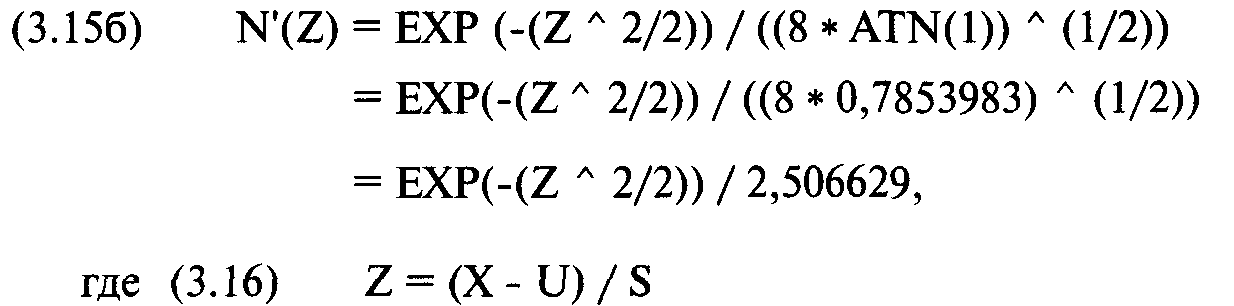 (3.15б) N'(Z) = EXP (-(Z ^ 2/2)) / ((8 * ATN(1)) ^ (1/2))
= EXP(-(Z ^ 2/2)) / ((8 * 0,7853983) ^ (1/2))
= EXP(-(Z ^ 2/2)) / 2,506629,
где (3.16) Z = (X - U) / S